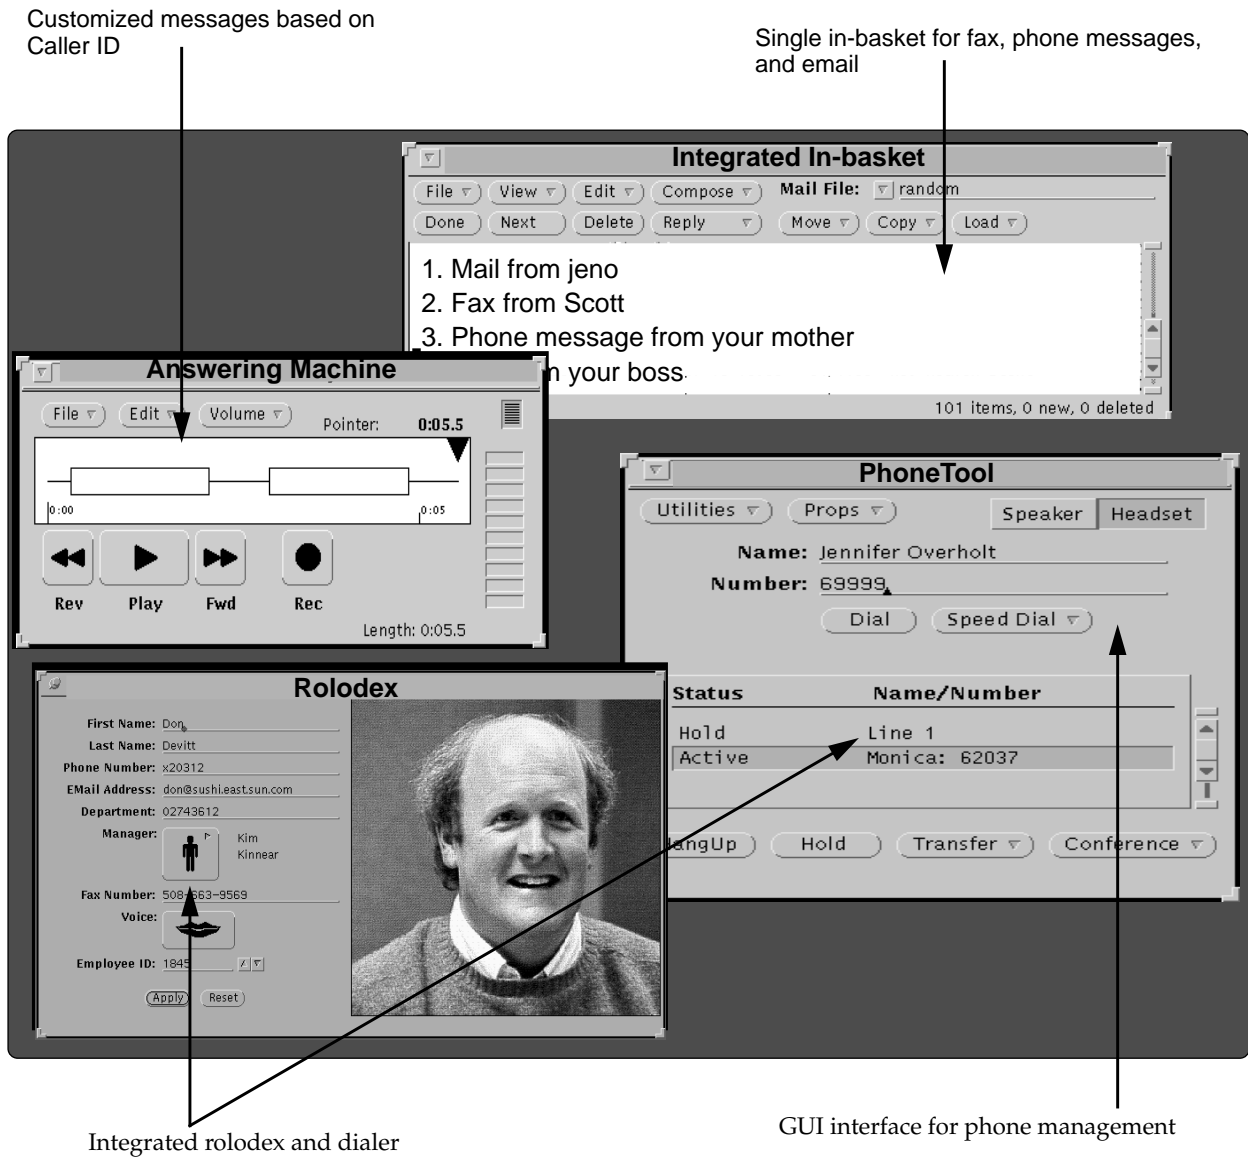 Customized messages based on
Caller ID
Single in-basket for fax, phone messages,
and email
Integrated In-basket
File View Edit Compose Mail File: random
Done Next Delete Reply Move Copy Load
1. Mail from jeno
2. Fax from Scott
3. Phone message from your mother
your boss
101 items, 0 new, 0 deleted
Answering Machine
File Edit Volume
Pointer: 0:05.5
0:00 0:05
Rev Play Fwd Rec
Length: 0:05.5
PhoneTool
Utilities Props Speaker Headset
Name: Jennifer Overholt
Number: 69999
Dial Speed Dial
Status Name/Number
Hold Line 1
Active Monica: 62037
angUp Hold Transfer Conference
Rolodex
First Name: Don
Last Name: Devitt
Phone Number: x20312
EMail Address: don@sushi.east.sun.com
Department: 02743612
Manager: Kim
Kinnear
Fax Number: 508-663-9569
Voice:
Employee ID: 1845
Apply Reset
Integrated rolodex and dialer
GUI interface for phone management